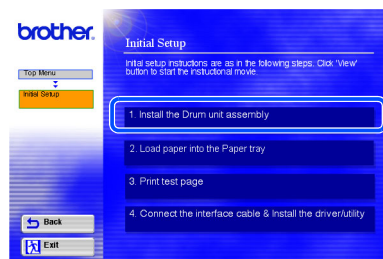 brother
Initial Setup
Initial setup instructions are as in the following steps. Click 'View'
button to start the instructional movie.
Top Menu
Initial Setup
1. Install the Drum unit assembly
2. Load paper into the Paper tray
3. Print test page
4. Connect the interface cable & Install the driver/utility
Back
Exit